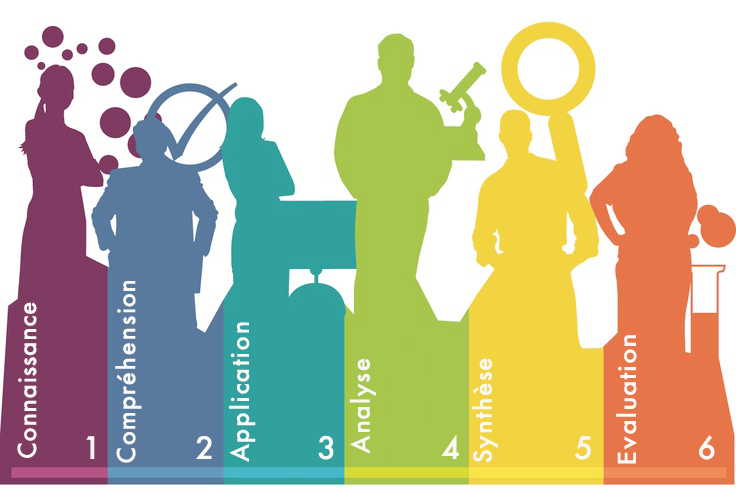 Connaissance
1
Compréhension
2
Application
3
Analyse
4
Synthèse
5
Evaluation
6